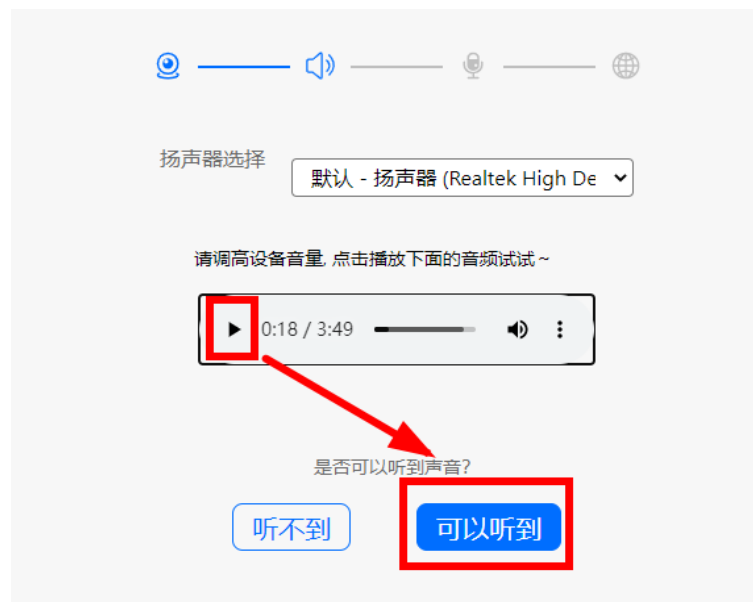 扬声器选择
默认 - 扬声器 (Realtek High De
请调高设备音量, 点击播放下面的音频试试~
0:18 / 3:49
是否可以听到声音?
听不到
可以听到